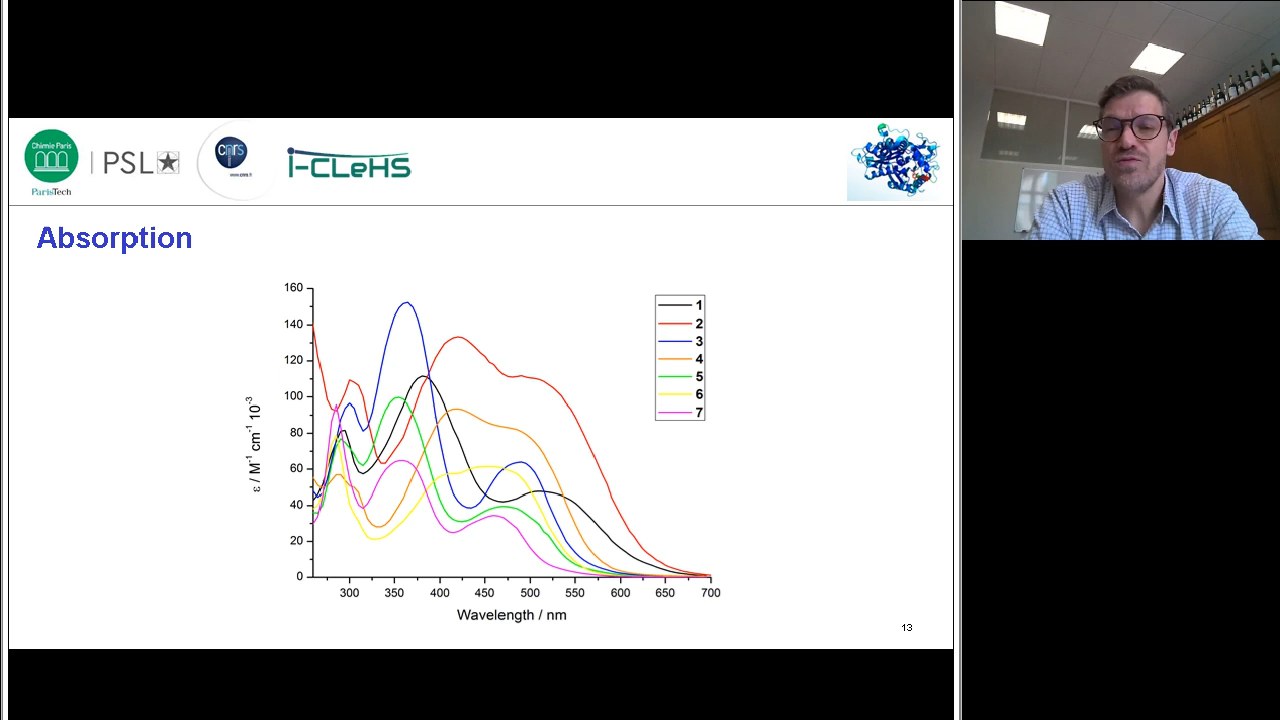 Chimie Paris
ParisTech
PSL
cnrs
www.cnrs.fr
i-CLeHS
Absorption
ε / M⁻¹ cm⁻¹ 10⁻³
160
140
120
100
80
60
40
20
0
300 350 400 450 500 550 600 650 700
Wavelength / nm
1
2
3
4
5
6
7
13